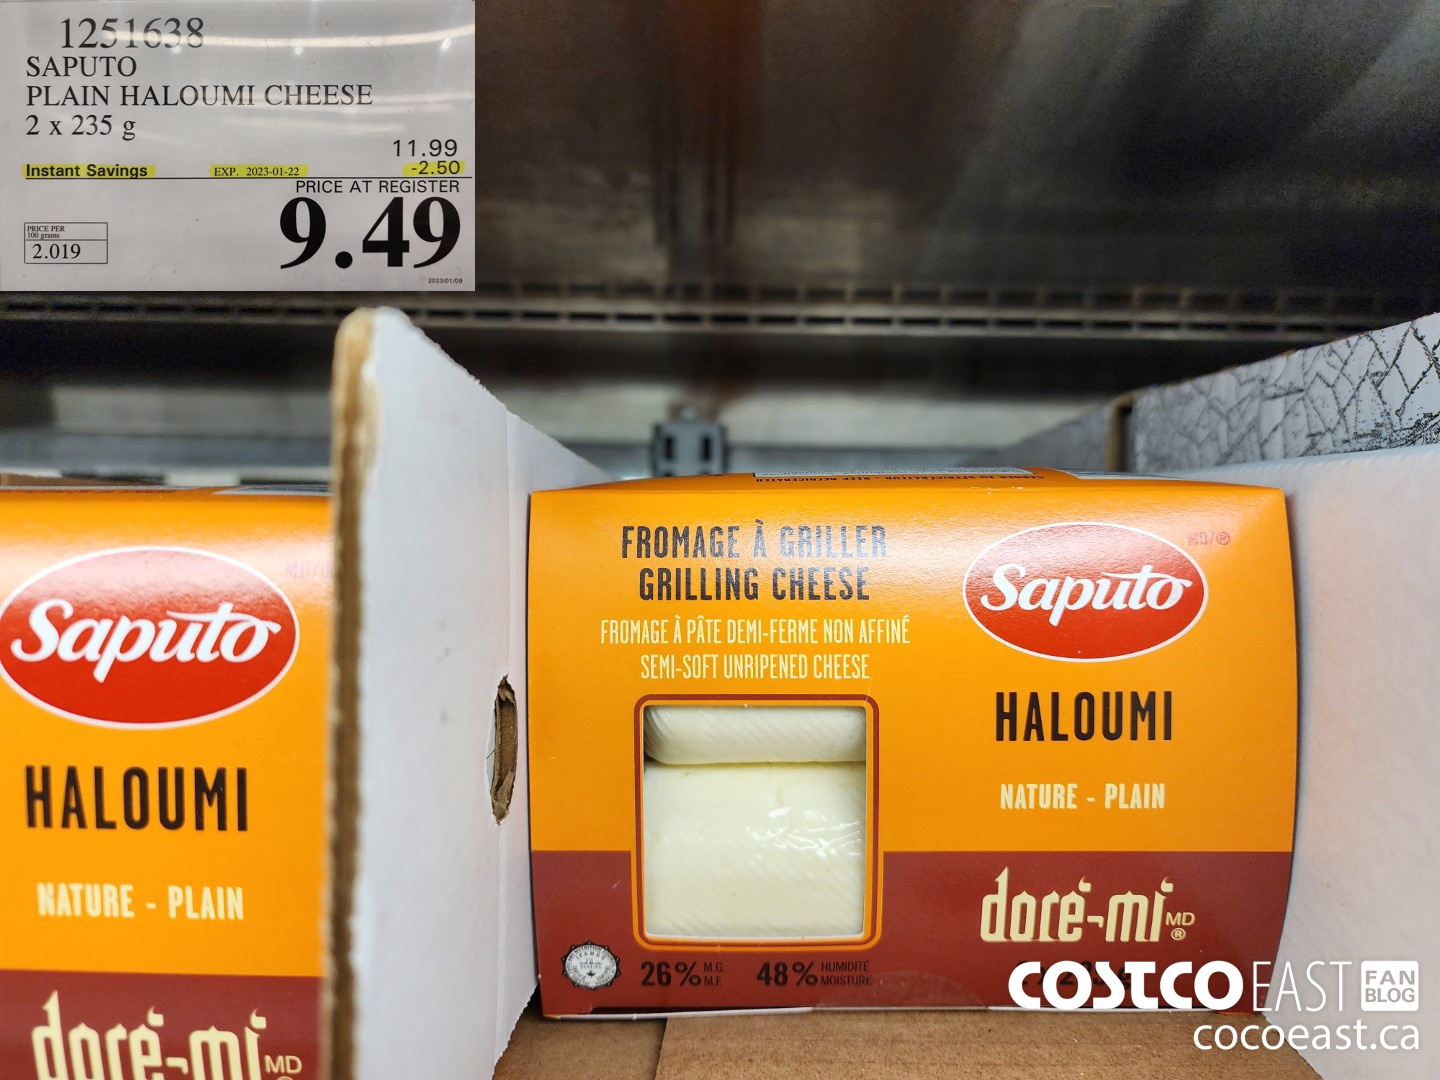 1251638
SAPUTO
PLAIN HALOUMI CHEESE
2 x 235 g
11.99
Instant Savings EXP. 2023-01-22 -2.50
PRICE AT REGISTER
9.49
PRICE PER
100 grams
2.019
2023/01/09
FROMAGE À GRILLER
GRILLING CHEESE
FROMAGE À PÂTE DEMI-FERME NON AFFINÉ
SEMI-SOFT UNRIPENED CHEESE
MD/®
Saputo
HALOUMI
NATURE - PLAIN
doré-mi MD
®
26% M.G.
M.F.
48% HUMIDITÉ
MOISTURE
Saputo
HALOUMI
NATURE - PLAIN
doré-mi MD
COSTCO EAST FAN
BLOG
cocoeast.ca